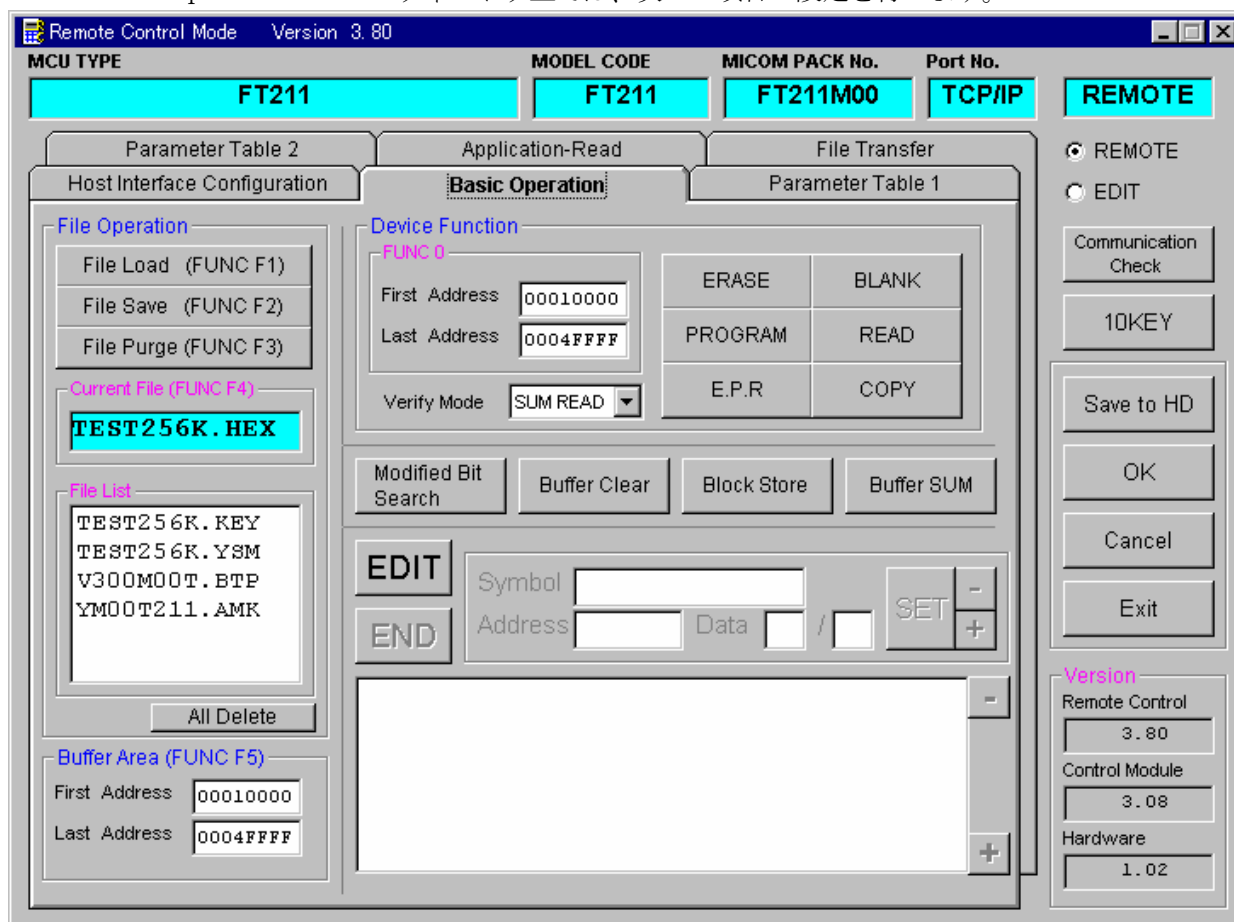 Remote Control Mode Version 3.80
MCU TYPE MODEL CODE MICOM PACK No. Port No.
FT211 FT211 FT211M00 TCP/IP REMOTE
Parameter Table 2 Application-Read File Transfer
Host Interface Configuration Basic Operation Parameter Table 1
REMOTE
EDIT
File Operation
File Load (FUNC F1)
File Save (FUNC F2)
File Purge (FUNC F3)
Current File (FUNC F4)
TEST256K.HEX
File List
TEST256K.KEY
TEST256K.YSM
V300M00T.BTP
YM00T211.AMK
All Delete
Buffer Area (FUNC F5)
First Address 00010000
Last Address 0004FFFF
Device Function
FUNC 0
First Address 00010000
Last Address 0004FFFF
Verify Mode SUM READ
ERASE BLANK
PROGRAM READ
E.P.R COPY
Modified Bit Search Buffer Clear Block Store Buffer SUM
EDIT
END
Symbol
Address Data /
SET - +
-
+
Communication
Check
10KEY
Save to HD
OK
Cancel
Exit
Version
Remote Control
3.80
Control Module
3.08
Hardware
1.02